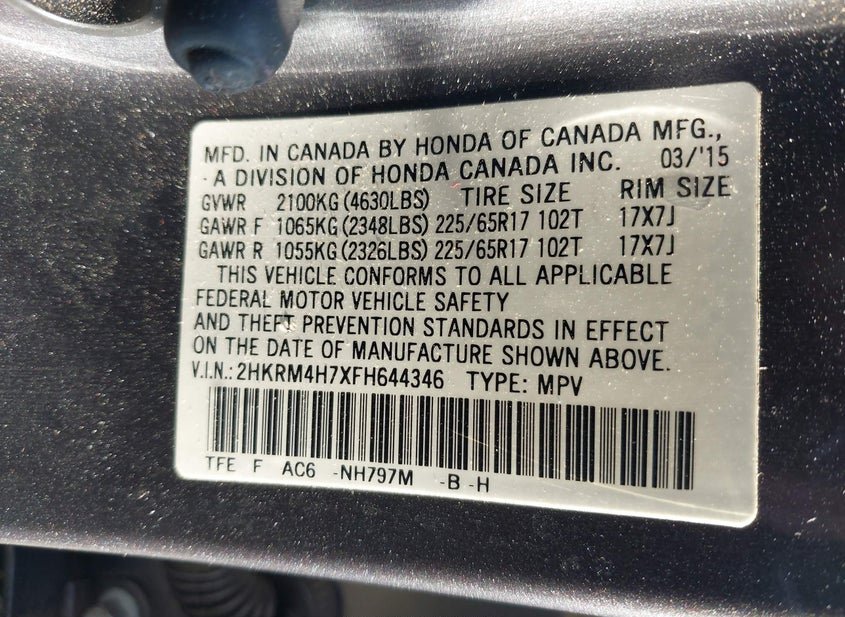 MFD. IN CANADA BY HONDA OF CANADA MFG.,
-A DIVISION OF HONDA CANADA INC. 03/'15
GVWR 2100KG (4630LBS) TIRE SIZE RIM SIZE
GAWR F 1065KG (2348LBS) 225/65R17 102T 17X7J
GAWR R 1055KG (2326LBS) 225/65R17 102T 17X7J
THIS VEHICLE CONFORMS TO ALL APPLICABLE
FEDERAL MOTOR VEHICLE SAFETY
AND THEFT PREVENTION STANDARDS IN EFFECT
ON THE DATE OF MANUFACTURE SHOWN ABOVE.
V.I.N.:2HKRM4H7XFH644346 TYPE: MPV
TFE F AC6 -NH797M -B -H